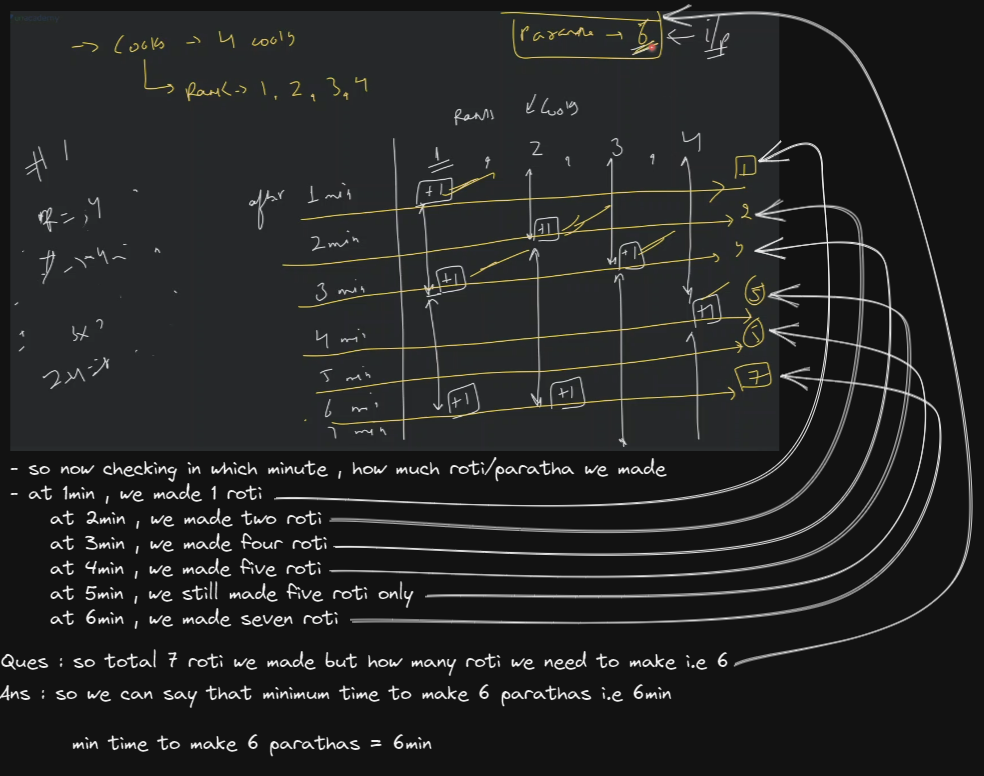 → Cooks → 4 cooks
↳ Rank → 1, 2, 3, 4
Paratha → 6 ← i/p
Ranks Cooks
1, 2, 3, 4
after 1 min +1 1
2 min +1 2
3 min +1 +1
4 min +1 5
5 min 5
6 mi +1 +1 7
7 min
- so now checking in which minute , how much roti/paratha we made
- at 1min , we made 1 roti
at 2min , we made two roti
at 3min , we made four roti
at 4min , we made five roti
at 5min , we still made five roti only
at 6min , we made seven roti
Ques : so total 7 roti we made but how many roti we need to make i.e 6
Ans : so we can say that minimum time to make 6 parathas i.e 6min
min time to make 6 parathas = 6min